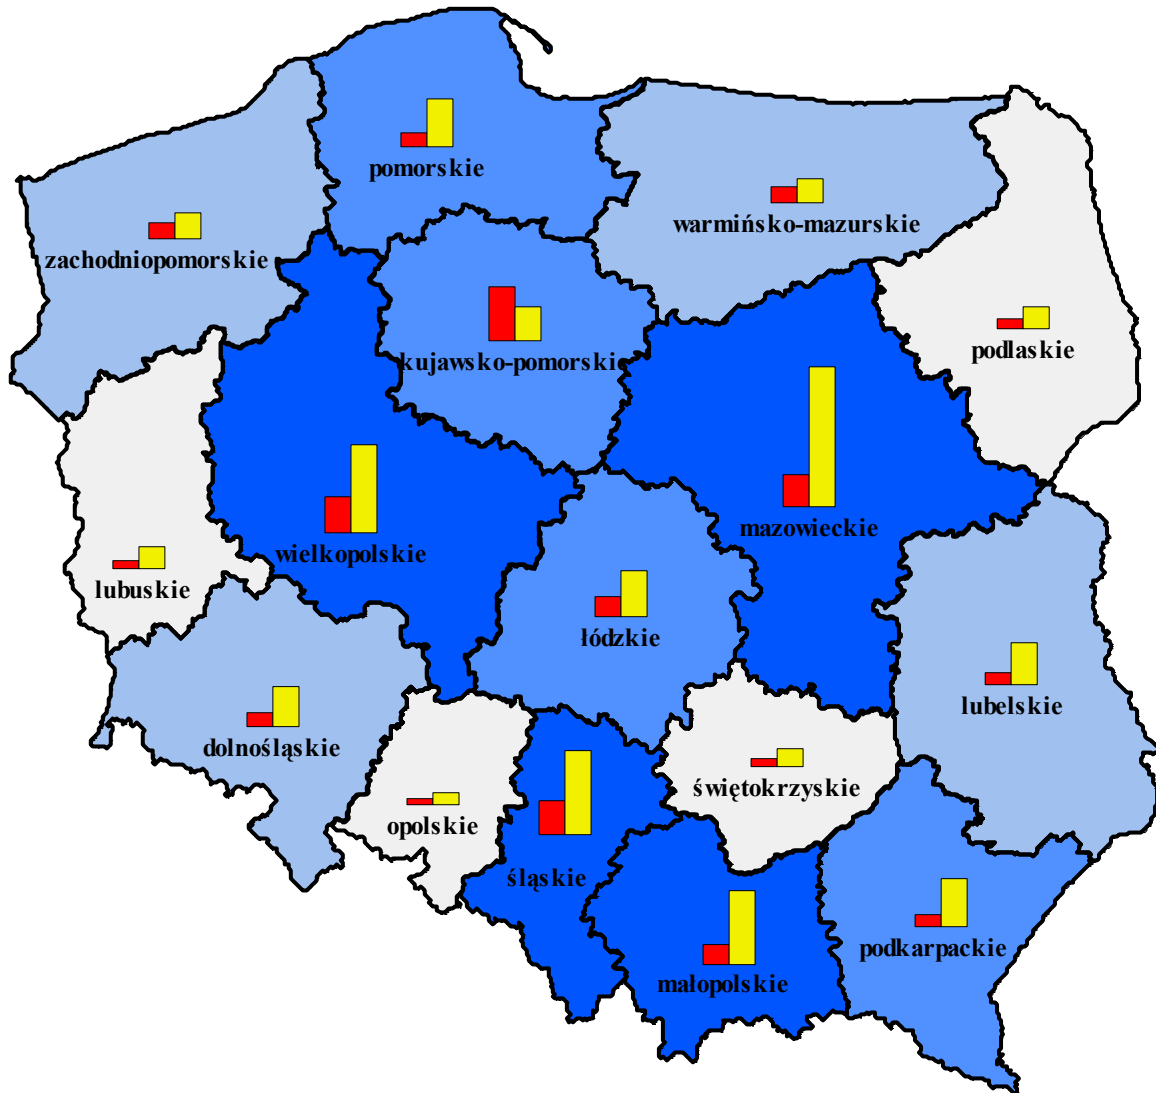 pomorskie
warmińsko-mazurskie
zachodniopomorskie
podlaskie
kujawsko-pomorskie
mazowieckie
wielkopolskie
lubuskie
łódzkie
lubelskie
dolnośląskie
świętokrzyskie
opolskie
śląskie
podkarpackie
małopolskie